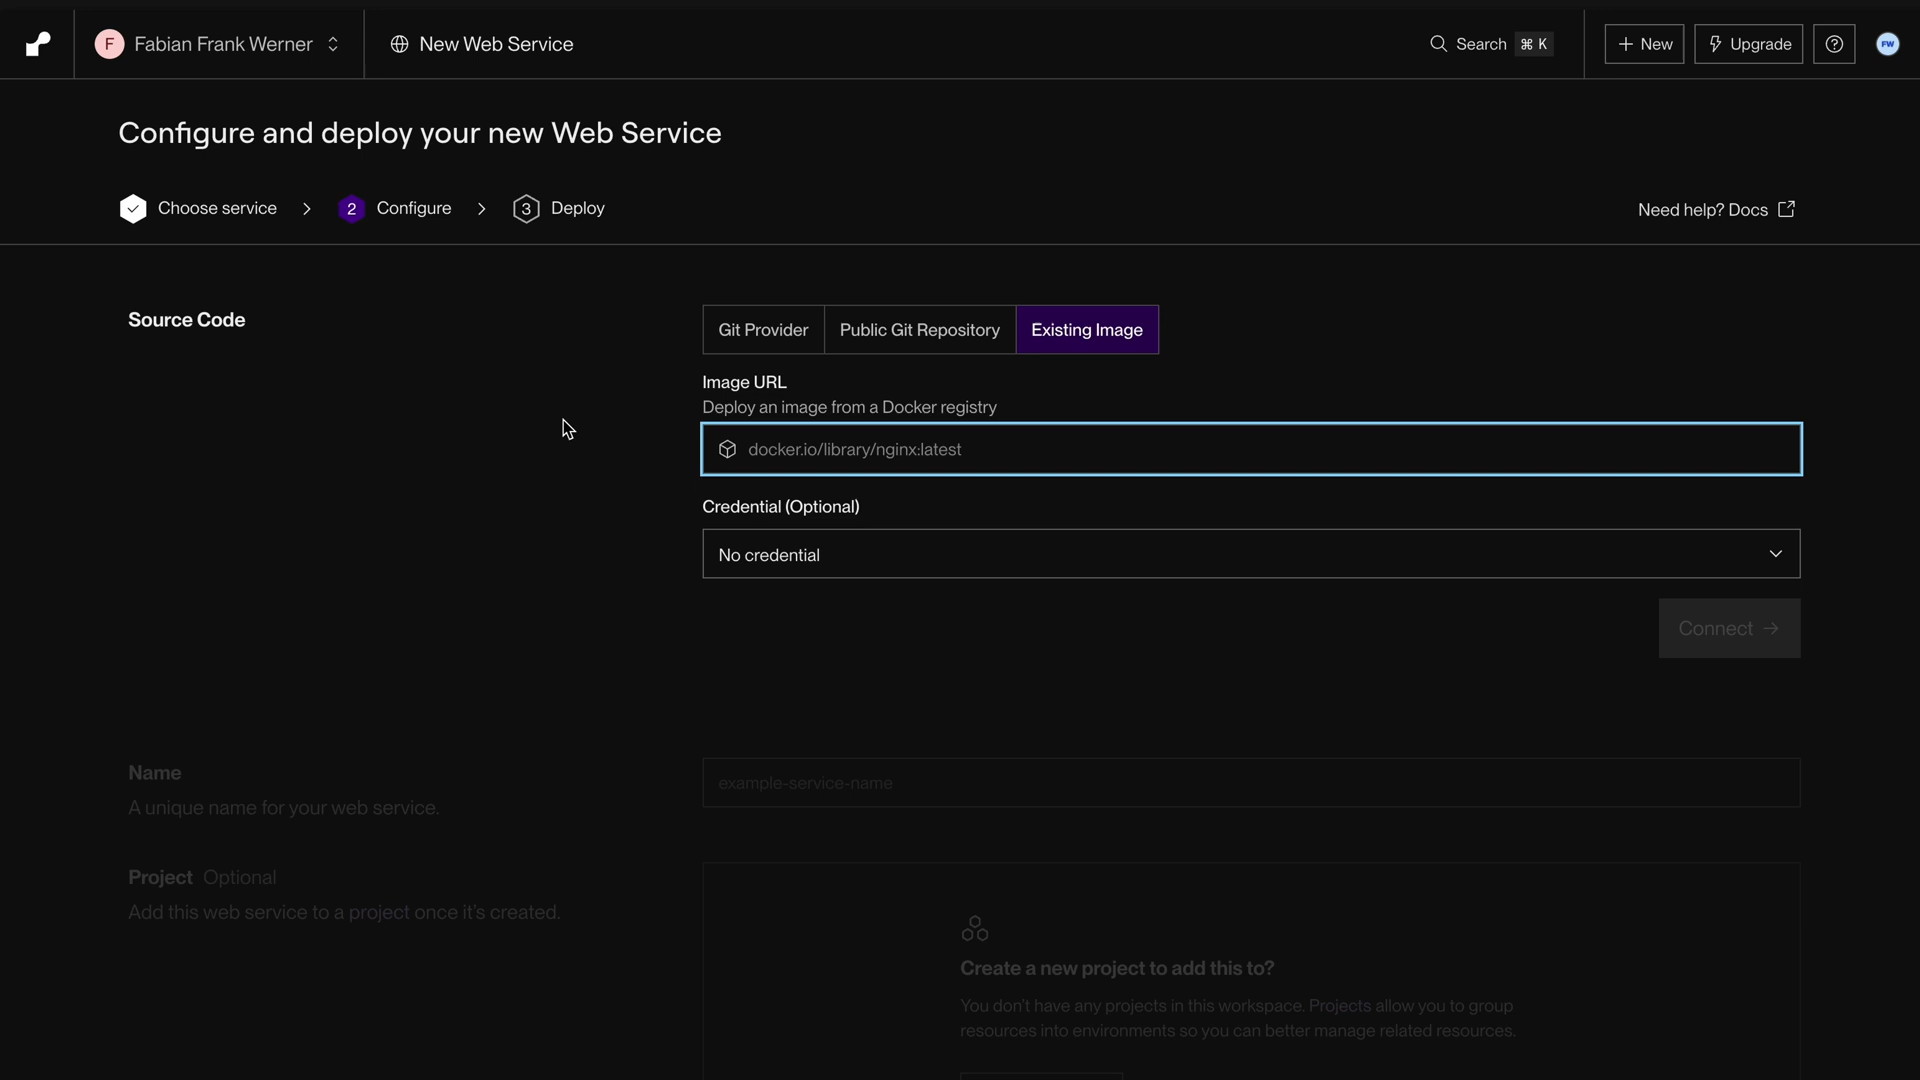 F Fabian Frank Werner
New Web Service
Search ⌘ K
+ New
Upgrade
FW
Configure and deploy your new Web Service
Choose service
2 Configure
3 Deploy
Need help? Docs
Source Code
Git Provider
Public Git Repository
Existing Image
Image URL
Deploy an image from a Docker registry
docker.io/library/nginx:latest
Credential (Optional)
No credential
Connect →
Name
A unique name for your web service.
example-service-name
Project Optional
Add this web service to a project once it's created.
Create a new project to add this to?
You don't have any projects in this workspace. Projects allow you to group
resources into environments so you can better manage related resources.